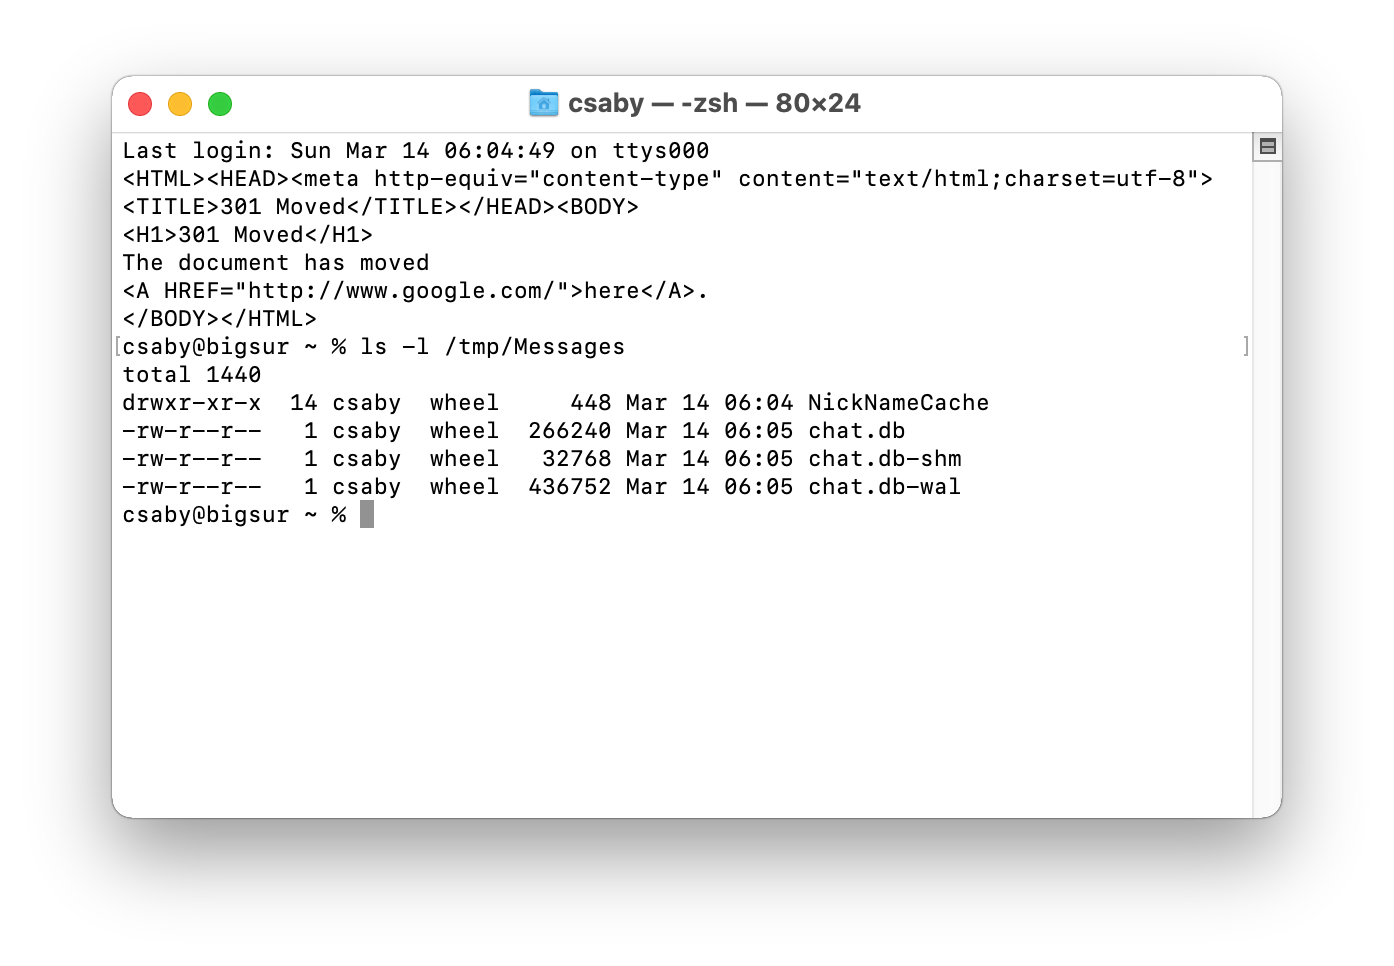 csaby — -zsh — 80×24
Last login: Sun Mar 14 06:04:49 on ttys000
<HTML><HEAD><meta http-equiv="content-type" content="text/html;charset=utf-8">
<TITLE>301 Moved</TITLE></HEAD><BODY>
<H1>301 Moved</H1>
The document has moved
<A HREF="http://www.google.com/">here</A>.
</BODY></HTML>
[csaby@bigsur ~ % ls -l /tmp/Messages ]
total 1440
drwxr-xr-x  14 csaby  wheel     448 Mar 14 06:04 NickNameCache
-rw-r--r--   1 csaby  wheel  266240 Mar 14 06:05 chat.db
-rw-r--r--   1 csaby  wheel   32768 Mar 14 06:05 chat.db-shm
-rw-r--r--   1 csaby  wheel  436752 Mar 14 06:05 chat.db-wal
csaby@bigsur ~ %